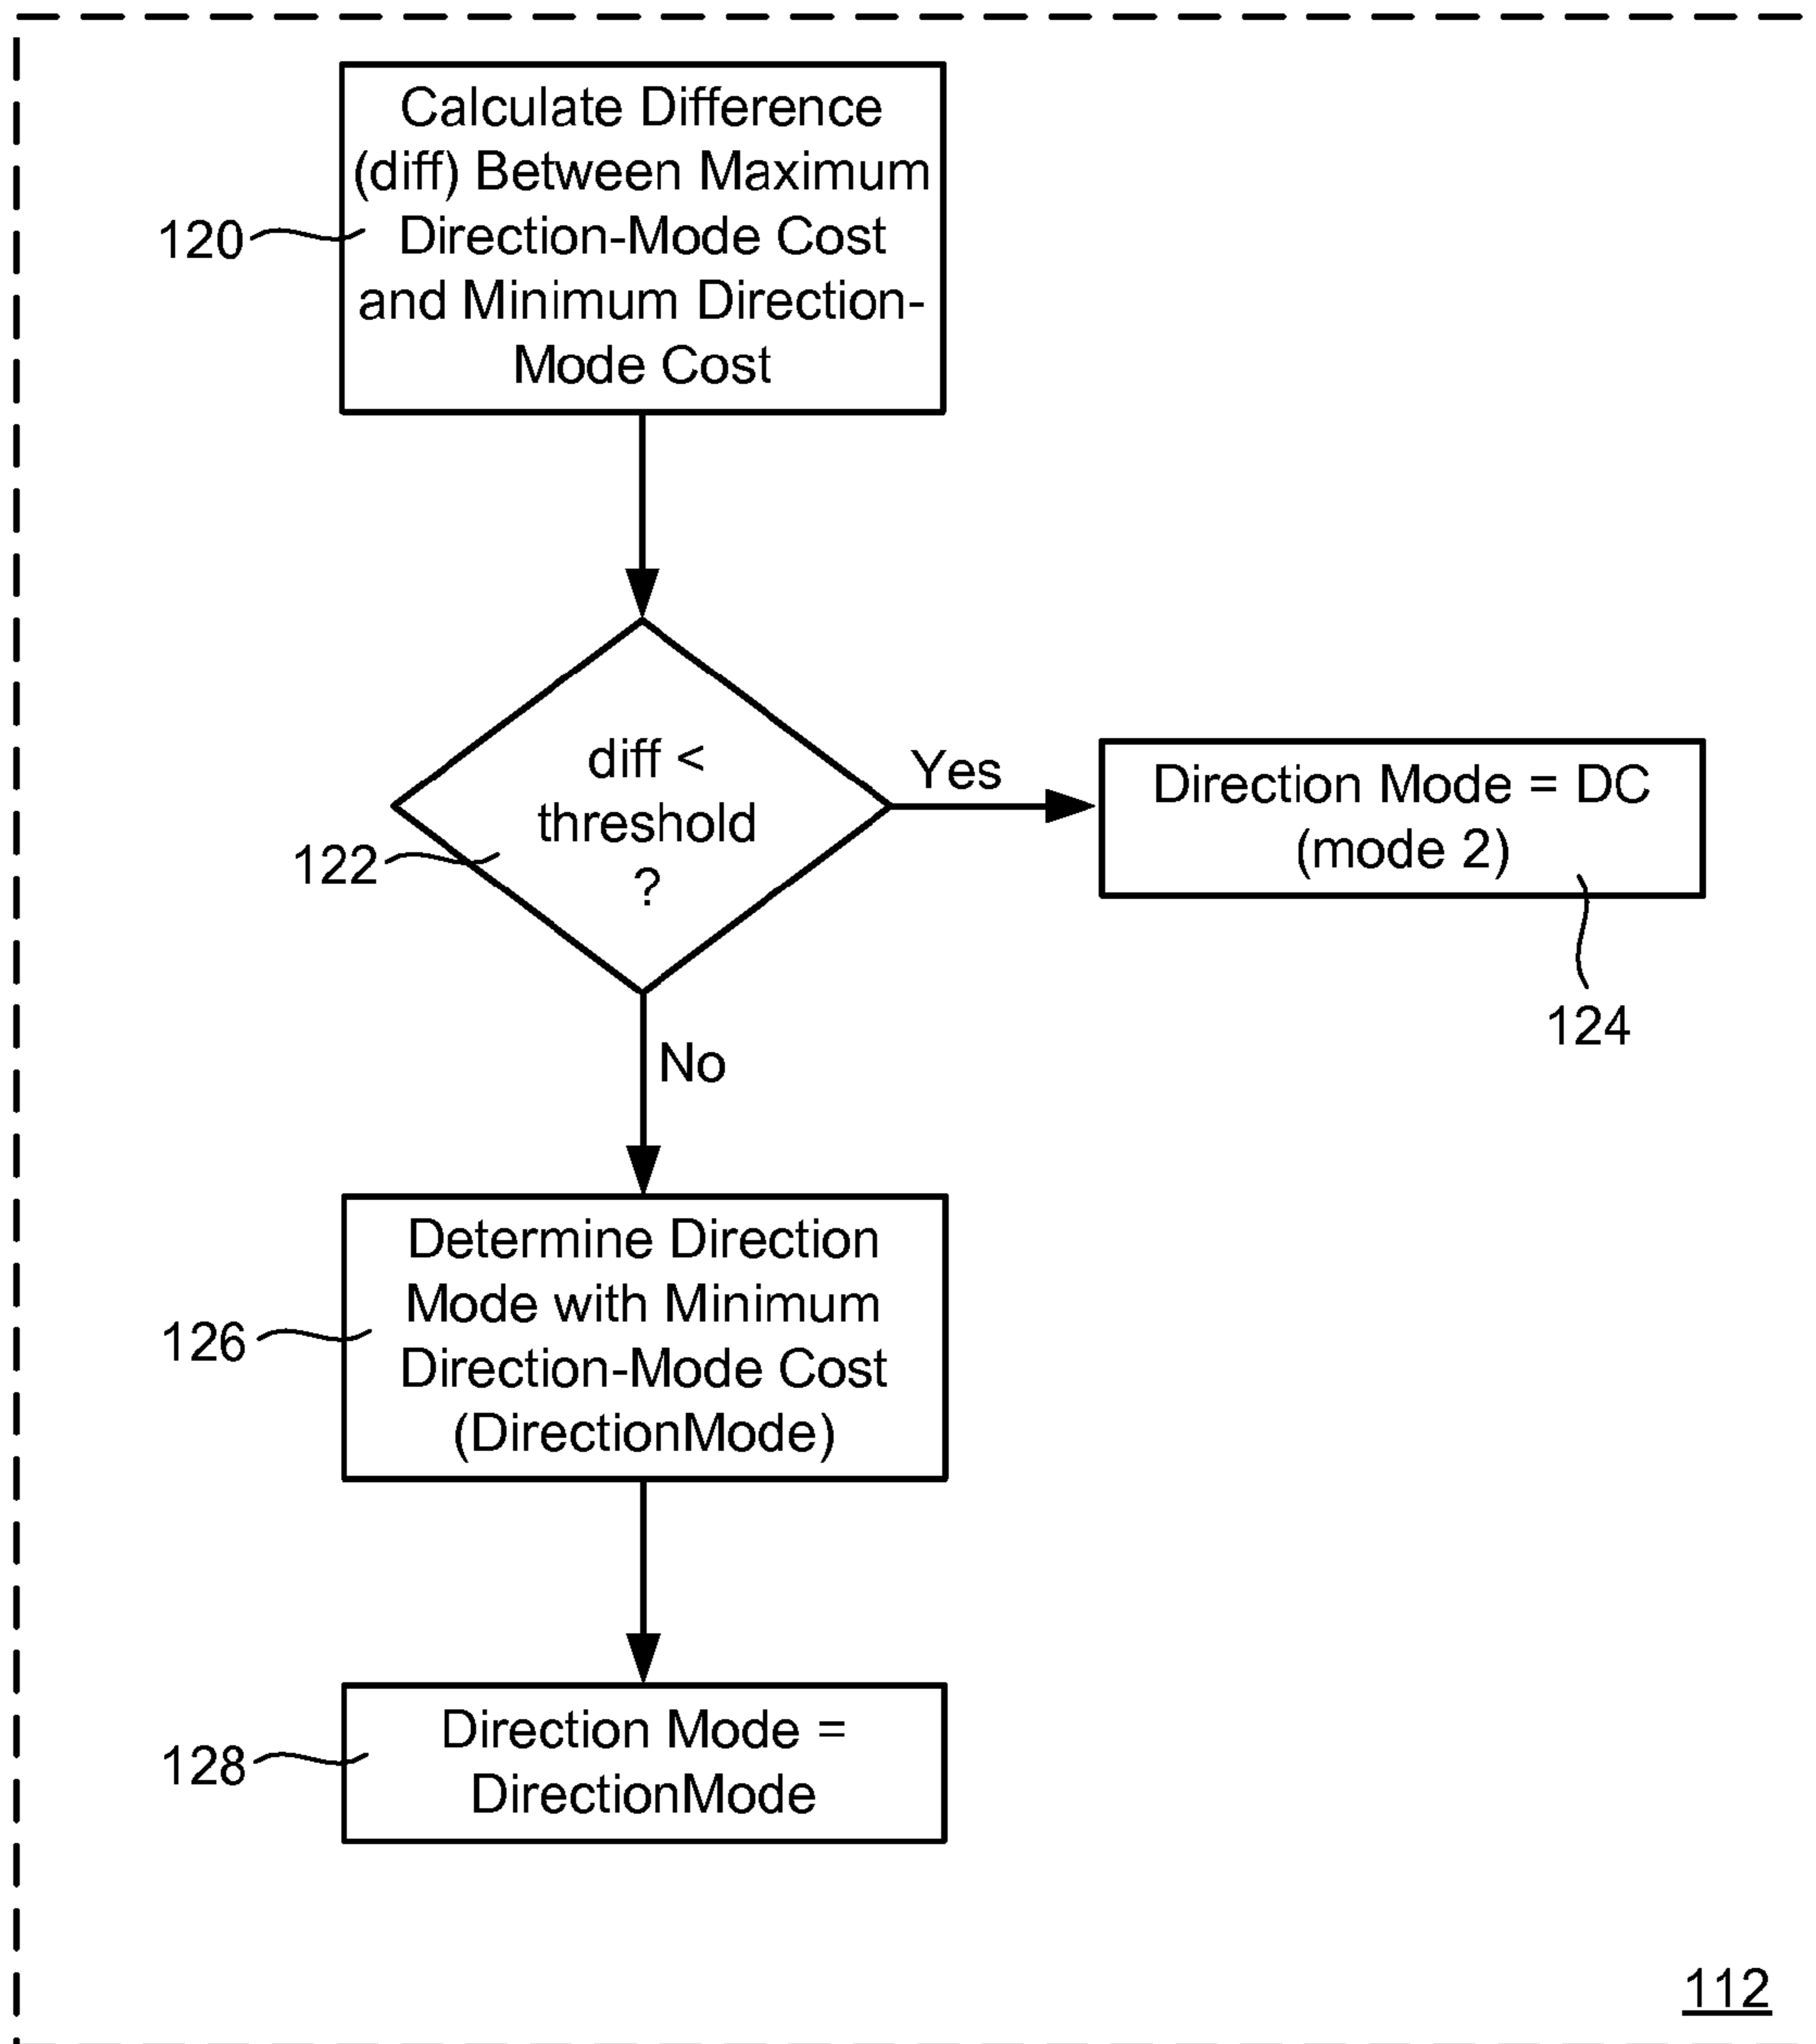 Calculate Difference
(diff) Between Maximum
Direction-Mode Cost
and Minimum Direction-
Mode Cost
120
diff <
threshold
?
122
Yes
Direction Mode = DC
(mode 2)
124
No
Determine Direction
Mode with Minimum
Direction-Mode Cost
(DirectionMode)
126
Direction Mode =
DirectionMode
128
112